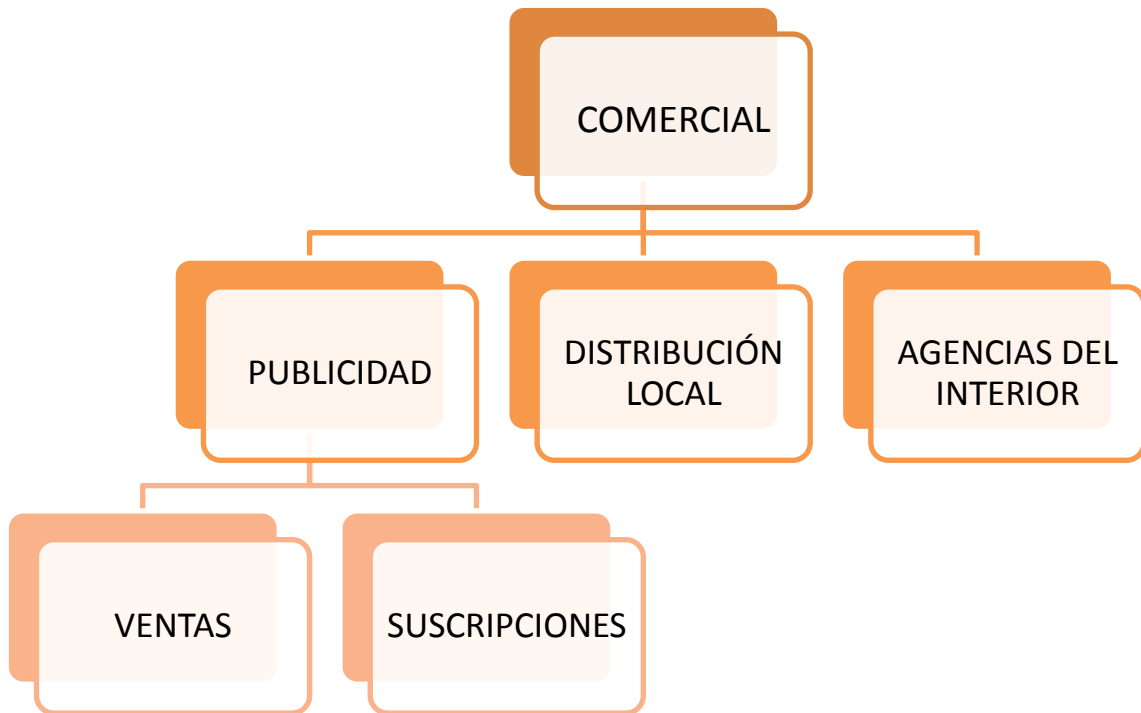 COMERCIAL
PUBLICIDAD
DISTRIBUCIÓN
LOCAL
AGENCIAS DEL
INTERIOR
VENTAS
SUSCRIPCIONES